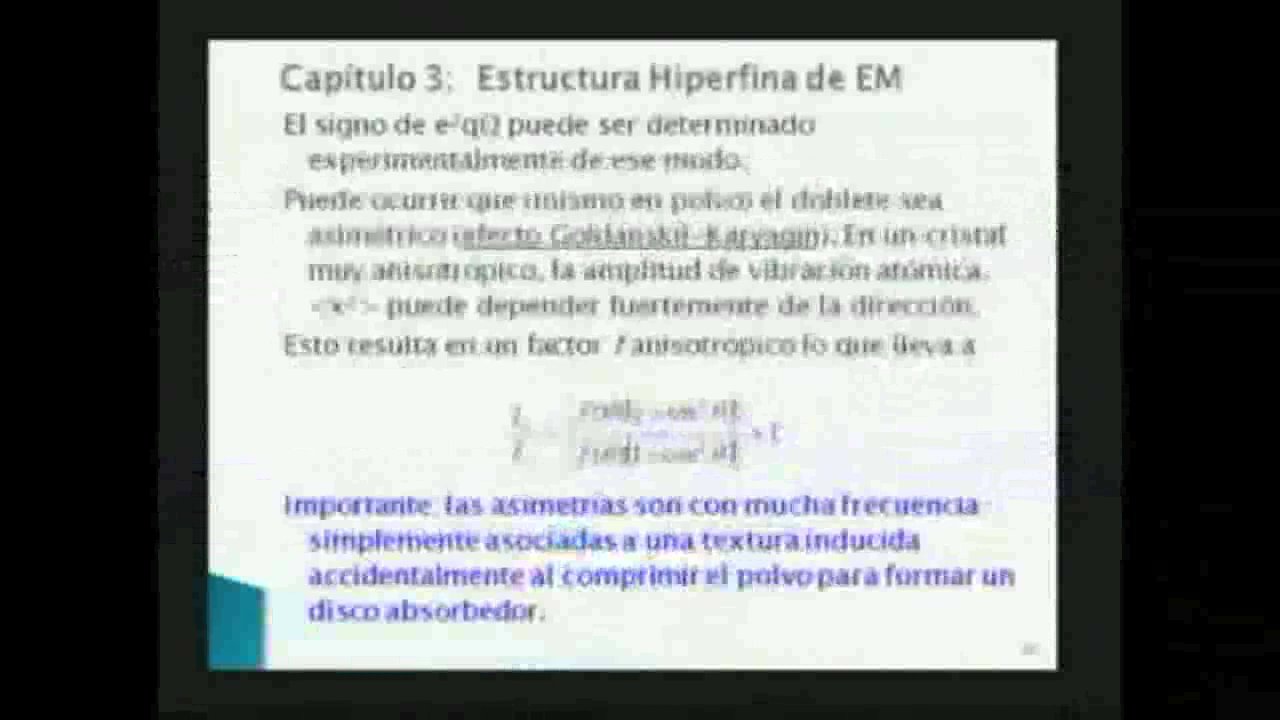 Capítulo 3: Estructura Hiperfina de EM
El signo de e²qQ puede ser determinado
experimentalmente de ese modo.
Puede ocurrir que (mismo en polvo) el doblete sea
asimétrico (efecto Goldanskii-Karyagin). En un cristal
muy anisotrópico, la amplitud de vibración atómica,
<x²> puede depender fuertemente de la dirección.
Esto resulta en un factor f anisotrópico lo que lleva a
Importante: las asimetrías son con mucha frecuencia
simplemente asociadas a una textura inducida
accidentalmente al comprimir el polvo para formar un
disco absorbedor.